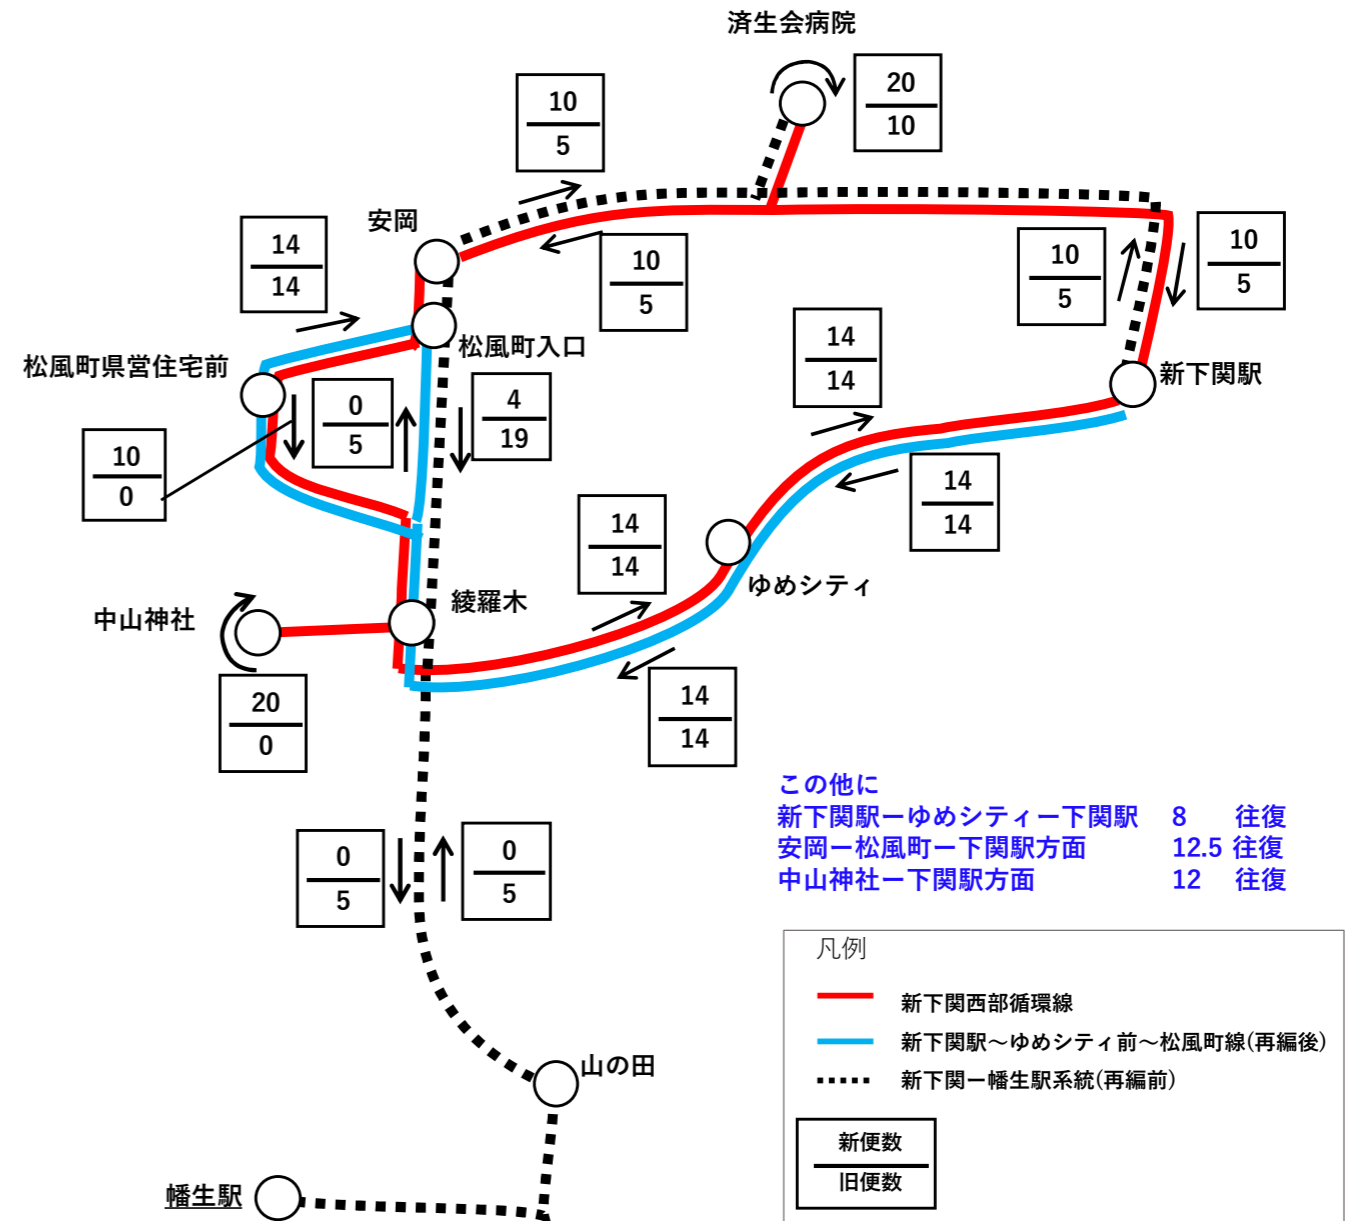 済生会病院
20
10
10
5
安岡
14
14
10
5
10
5
10
5
松風町入口
松風町県営住宅前
14
14
新下関駅
0
5
4
19
10
0
14
14
14
14
ゆめシティ
綾羅木
中山神社
20
0
14
14
この他に
新下関駅ーゆめシティー下関駅 8 往復
安岡ー松風町ー下関駅方面 12.5 往復
中山神社ー下関駅方面 12 往復
0
5
0
5
凡例
新下関西部循環線
新下関駅～ゆめシティ前～松風町線(再編後)
新下関ー幡生駅系統(再編前)
山の田
新便数
旧便数
幡生駅